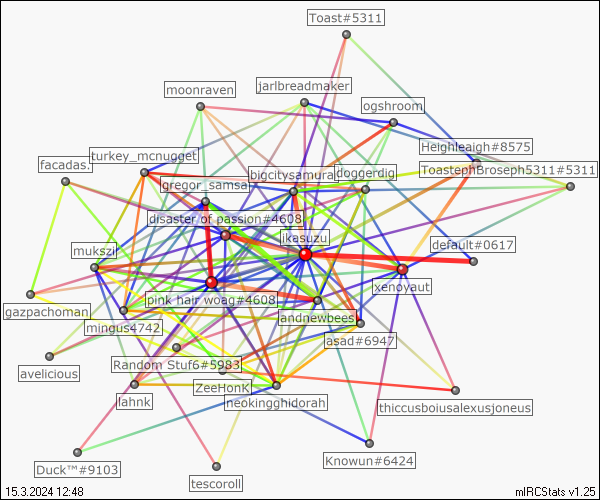 Toast#5311
moonraven
jarlbreadmaker
ogshroom
Heighleigh#8575
turkey_mcnugget
facadas.
bigcitysamurai
doggerdig
ToastephBroseph5311#5311
gregor_samsa
disaster of passion#4608
jkasuzu
default#0617
mukszil
xenoyaut
pink hair woag#4608
gazpachoman
andnewbees
mingus4742
asad#6947
avelicious
Random Stuf6#5983
ZeeHonK
lahnk
neokingghidorah
thiccusboiusalexusjoneus
Duck™#9103
Knowun#6424
tescoroll
15.3.2024 12:48
mIRCStats v1.25